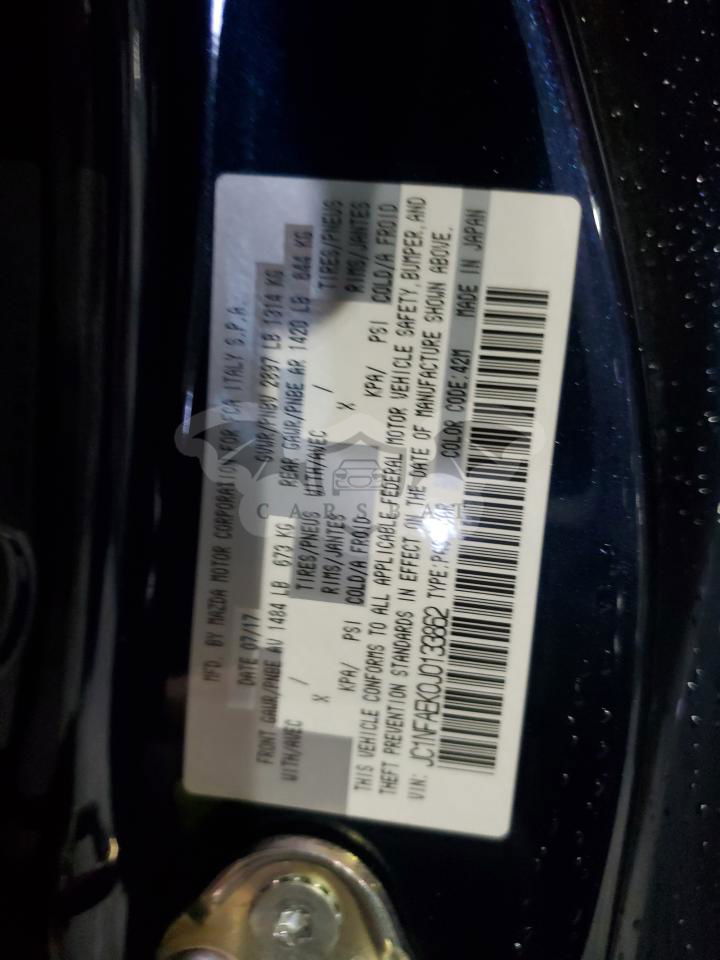 MFD. BY MAZDA MOTOR CORPORATION FOR FCA ITALY S.P.A.
DATE 07/17 GVWR/PNBV 2897 LB 1314 KG
FRONT GAWR/PNBE AV 1484 LB 673 KG REAR GAWR/PNBE AR 1420 LB 644 KG
WITH/AVEC / TIRES/PNEUS WITH/AVEC / TIRES/PNEUS
X RIMS/JANTES X RIMS/JANTES
KPA/ PSI COLD/A FROID KPA/ PSI COLD/A FROID
THIS VEHICLE CONFORMS TO ALL APPLICABLE FEDERAL MOTOR VEHICLE SAFETY, BUMPER, AND
THEFT PREVENTION STANDARDS IN EFFECT ON THE DATE OF MANUFACTURE SHOWN ABOVE.
VIN: JC1NFAEK0J0133862 TYPE: COLOR CODE: 42M MADE IN JAPAN